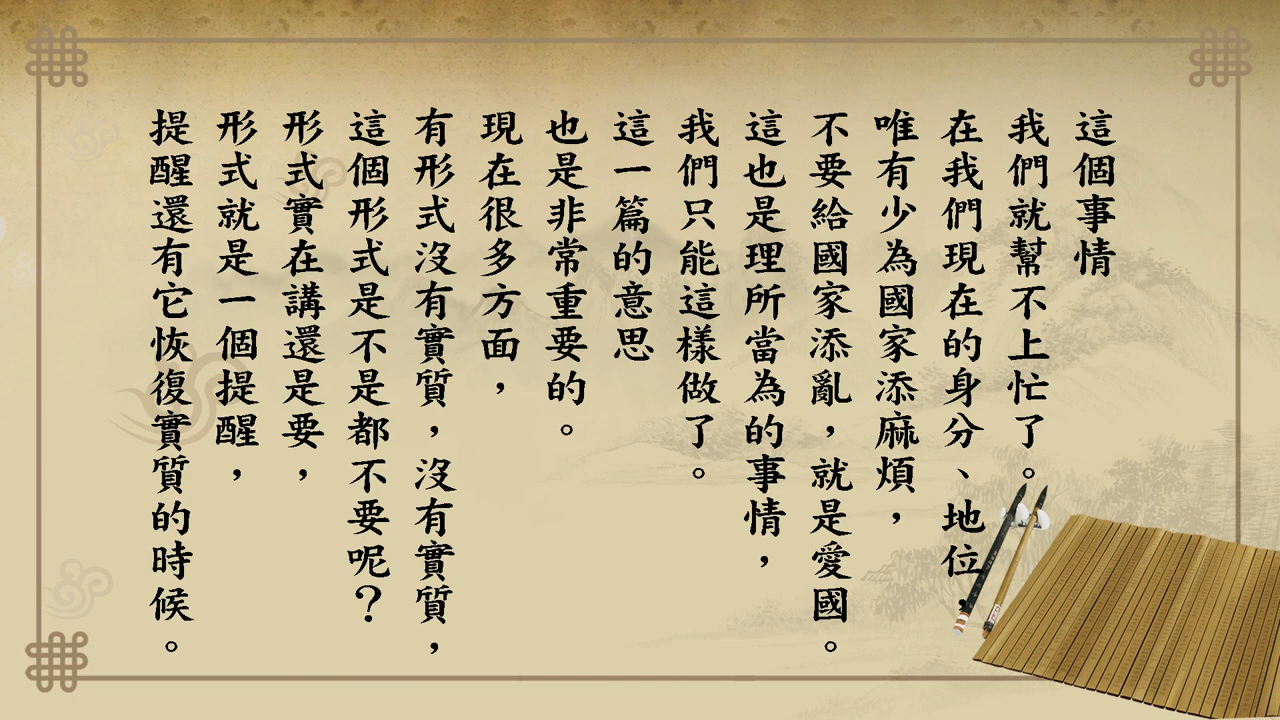 這個事情
我們就幫不上忙了。
在我們現在的身分、地位，
唯有少為國家添麻煩，
不要給國家添亂，就是愛國。
這也是理所當為的事情，
我們只能這樣做了。
這一篇的意思
也是非常重要的。
現在很多方面，
有形式沒有實質，沒有實質，
這個形式是不是都不要呢？
形式實在講還是要，
形式就是一個提醒，
提醒還有它恢復實質的時候。